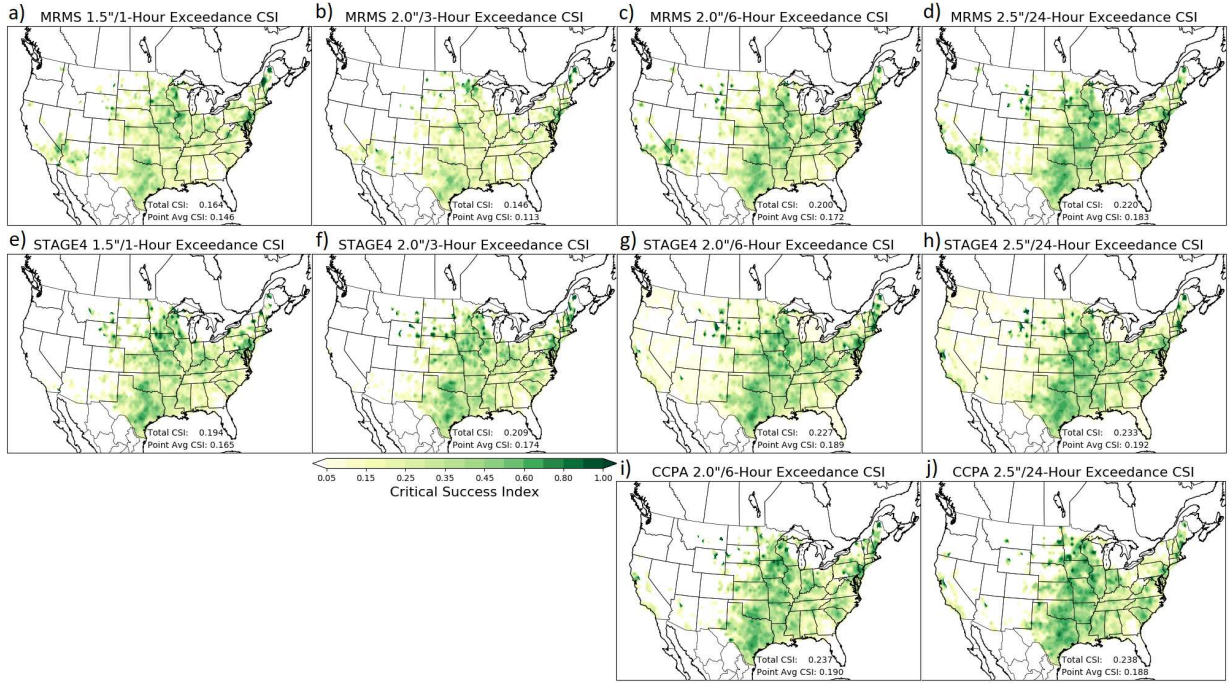 a) MRMS 1.5"/1-Hour Exceedance CSI
b) MRMS 2.0"/3-Hour Exceedance CSI
c) MRMS 2.0"/6-Hour Exceedance CSI
d) MRMS 2.5"/24-Hour Exceedance CSI
Total CSI: 0.164
Point Avg CSI: 0.146
Total CSI: 0.146
Point Avg CSI: 0.113
Total CSI: 0.200
Point Avg CSI: 0.172
Total CSI: 0.220
Point Avg CSI: 0.183
e) STAGE4 1.5"/1-Hour Exceedance CSI
f) STAGE4 2.0"/3-Hour Exceedance CSI
g) STAGE4 2.0"/6-Hour Exceedance CSI
h) STAGE4 2.5"/24-Hour Exceedance CSI
Total CSI: 0.194
Point Avg CSI: 0.165
Total CSI: 0.209
Point Avg CSI: 0.174
Total CSI: 0.227
Point Avg CSI: 0.189
Total CSI: 0.233
Point Avg CSI: 0.192
0.05 0.15 0.25 0.35 0.45 0.60 0.80 1.00
Critical Success Index
i) CCPA 2.0"/6-Hour Exceedance CSI
j) CCPA 2.5"/24-Hour Exceedance CSI
Total CSI: 0.237
Point Avg CSI: 0.190
Total CSI: 0.238
Point Avg CSI: 0.188